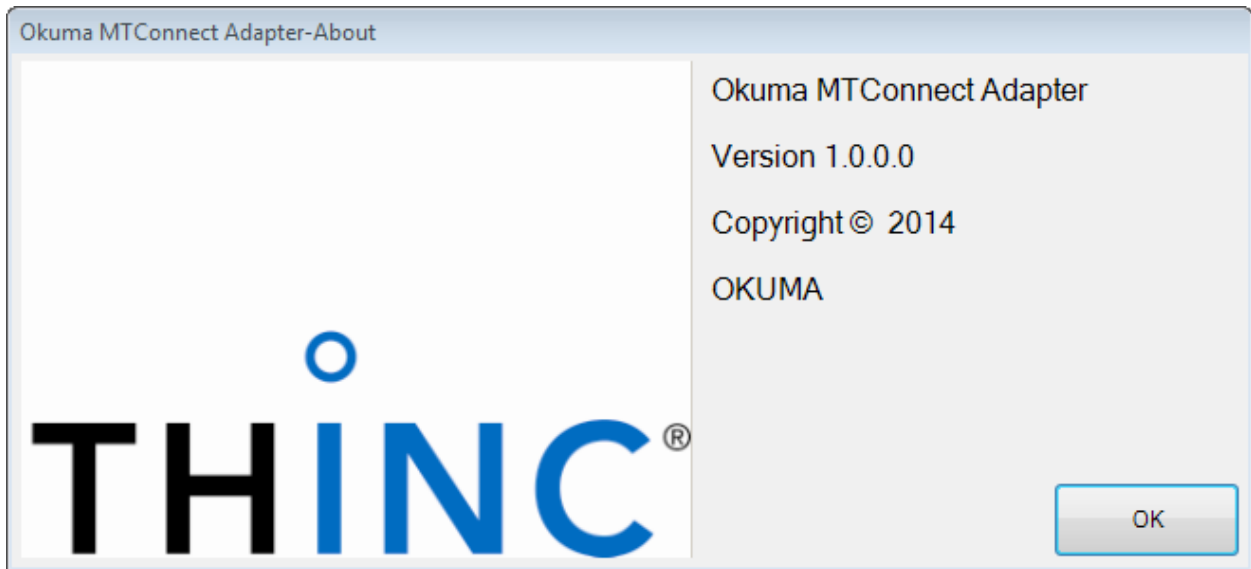 Okuma MTConnect Adapter-About
Okuma MTConnect Adapter
Version 1.0.0.0
Copyright © 2014
OKUMA
THiNC®
OK